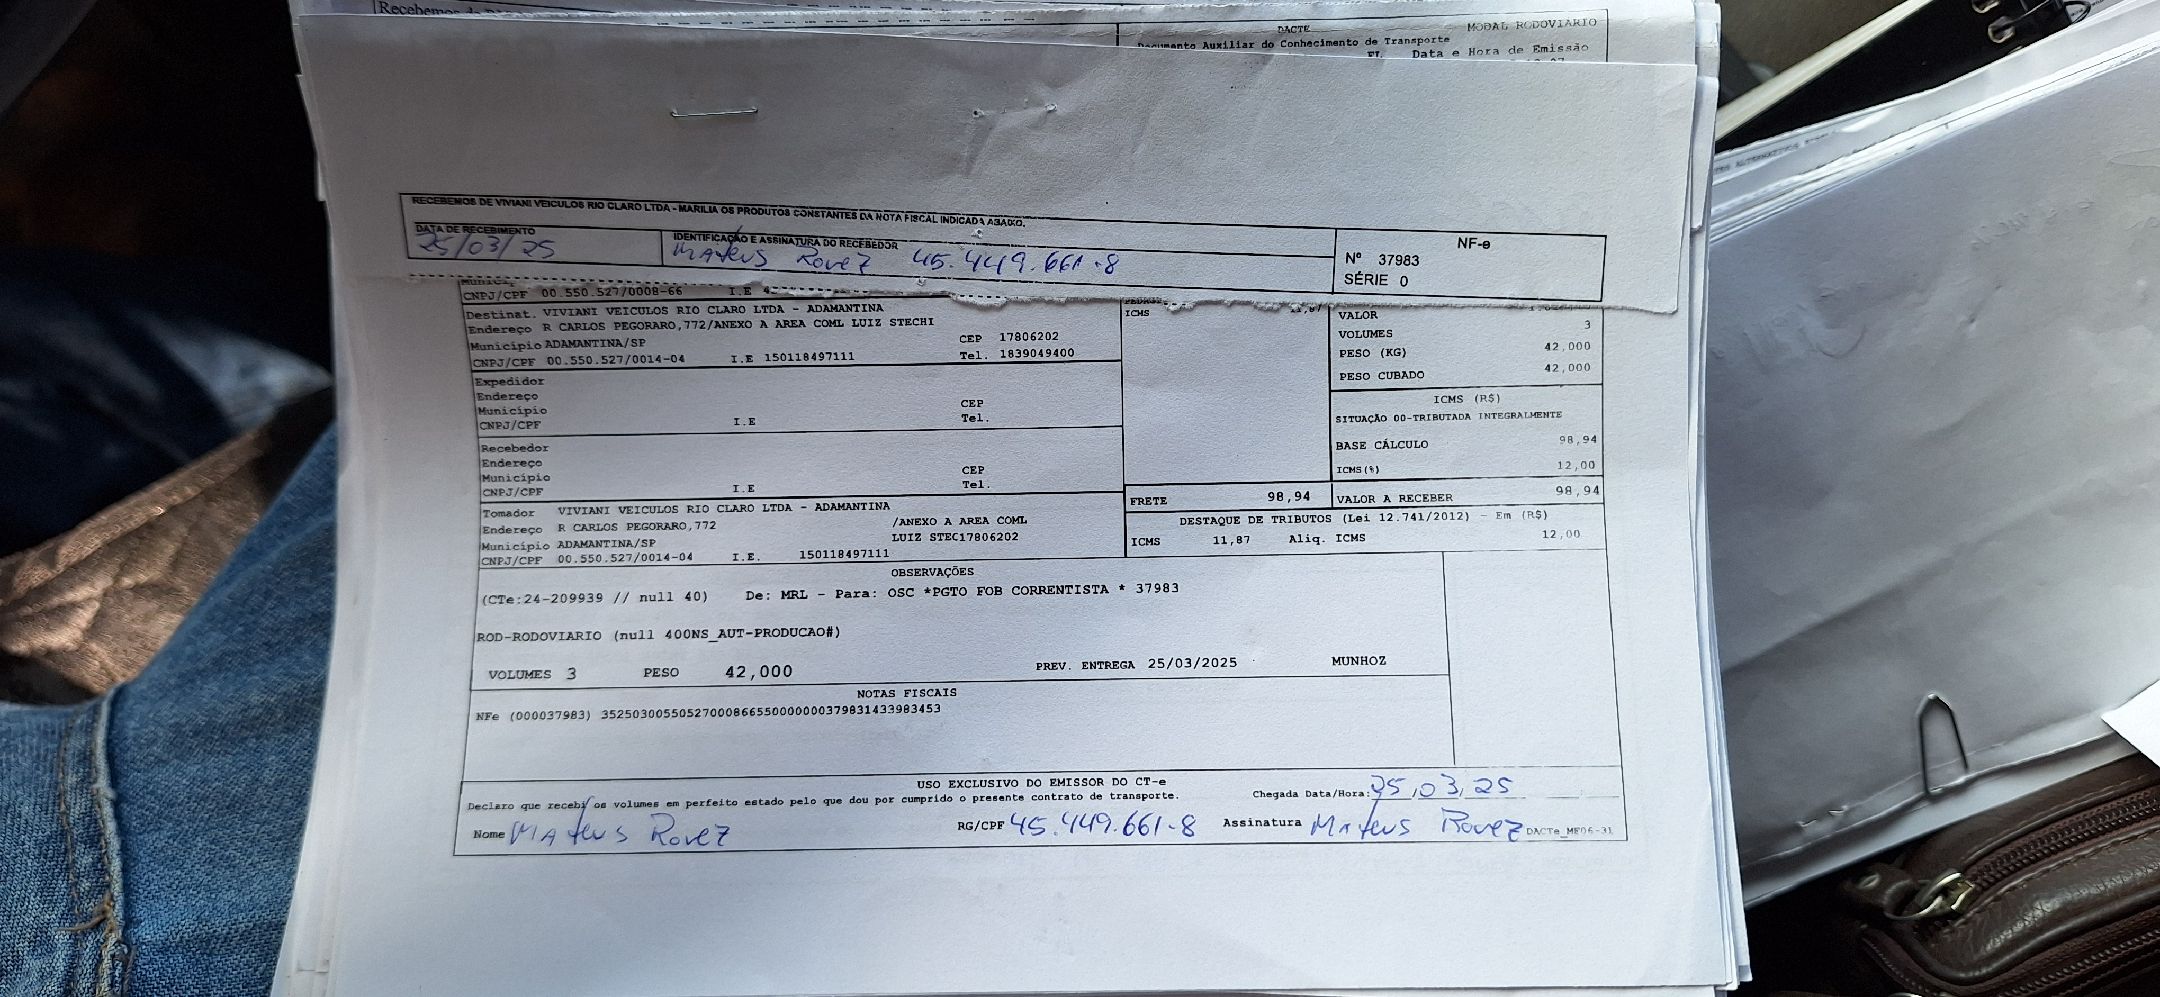 Recebemos de
DACTE MODAL RODOVIARIO
Documento Auxiliar do Conhecimento de Transporte
FL Data e Hora de Emissão
RECEBEMOS DE VIVIANI VEICULOS RIO CLARO LTDA - MARILIA OS PRODUTOS CONSTANTES DA NOTA FISCAL INDICADA ABAIXO.
DATA DE RECEBIMENTO IDENTIFICAÇÃO E ASSINATURA DO RECEBEDOR NF-e
25/03/25 Mateus Rovez 45.449.661-8 Nº 37983
SÉRIE 0
CNPJ/CPF 00.550.527/0008-66 I.E
Destinat. VIVIANI VEICULOS RIO CLARO LTDA - ADAMANTINA ICMS 11,87 VALOR
Endereço R CARLOS PEGORARO,772/ANEXO A AREA COML LUIZ STECHI VOLUMES 3
Município ADAMANTINA/SP CEP 17806202 PESO (KG) 42,000
CNPJ/CPF 00.550.527/0014-04 I.E 150118497111 Tel. 1839049400 PESO CUBADO 42,000
Expedidor ICMS (R$)
Endereço CEP SITUAÇÃO 00-TRIBUTADA INTEGRALMENTE
Município Tel.
CNPJ/CPF I.E
Recebedor BASE CÁLCULO 98,94
Endereço CEP ICMS(%) 12,00
Município Tel.
CNPJ/CPF I.E
FRETE 98,94 VALOR A RECEBER 98,94
Tomador VIVIANI VEICULOS RIO CLARO LTDA - ADAMANTINA
Endereço R CARLOS PEGORARO,772 /ANEXO A AREA COML
DESTAQUE DE TRIBUTOS (Lei 12.741/2012) - Em (R$)
Município ADAMANTINA/SP LUIZ STEC17806202
ICMS 11,87 Aliq. ICMS 12,00
CNPJ/CPF 00.550.527/0014-04 I.E. 150118497111
OBSERVAÇÕES
(CTe:24-209939 // null 40) De: MRL - Para: OSC *PGTO FOB CORRENTISTA * 37983
ROD-RODOVIARIO (null 400NS_AUT-PRODUCAO#)
VOLUMES 3 PESO 42,000 PREV. ENTREGA 25/03/2025 MUNHOZ
NOTAS FISCAIS
NFe (000037983) 35250300550527000866550000000379831433983453
USO EXCLUSIVO DO EMISSOR DO CT-e
Declaro que recebi os volumes em perfeito estado pelo que dou por cumprido o presente contrato de transporte. Chegada Data/Hora: 25,03,25
Nome Mateus Rovez RG/CPF 45.449.661-8 Assinatura Mateus Rovez DACTe_MF06-31